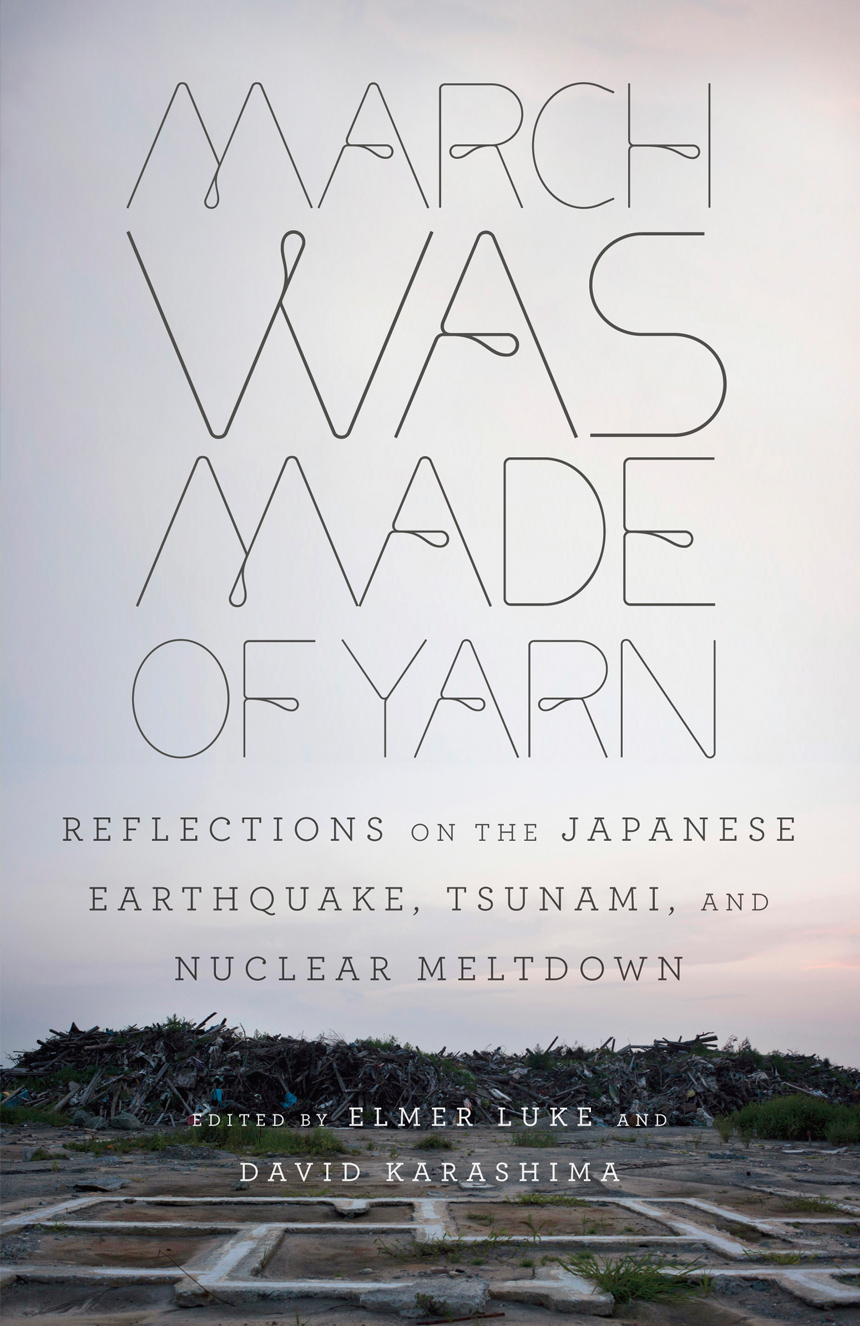 MARCH
WAS
MADE
OF YARN
REFLECTIONS ON THE JAPANESE
EARTHQUAKE, TSUNAMI, AND
NUCLEAR MELTDOWN
EDITED BY ELMER LUKE AND
DAVID KARASHIMA